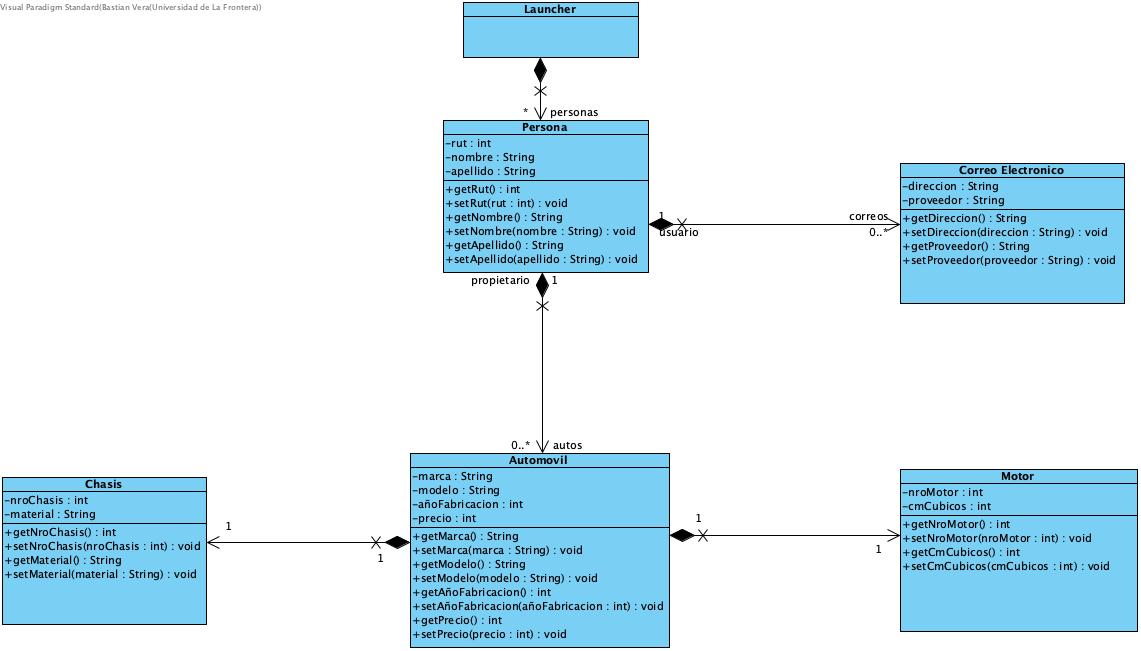 Visual Paradigm Standard(Bastian Vera(Universidad de La Frontera))
Launcher
* personas
Persona
-rut : int
-nombre : String
-apellido : String
+getRut() : int
+setRut(rut : int) : void
+getNombre() : String
+setNombre(nombre : String) : void
+getApellido() : String
+setApellido(apellido : String) : void
1
usuario
correos
0..*
Correo Electronico
-direccion : String
-proveedor : String
+getDireccion() : String
+setDireccion(direccion : String) : void
+getProveedor() : String
+setProveedor(proveedor : String) : void
propietario 1
0..* autos
Chasis
-nroChasis : int
-material : String
+getNroChasis() : int
+setNroChasis(nroChasis : int) : void
+getMaterial() : String
+setMaterial(material : String) : void
1
1
Automovil
-marca : String
-modelo : String
-añoFabricacion : int
-precio : int
+getMarca() : String
+setMarca(marca : String) : void
+getModelo() : String
+setModelo(modelo : String) : void
+getAñoFabricacion() : int
+setAñoFabricacion(añoFabricacion : int) : void
+getPrecio() : int
+setPrecio(precio : int) : void
1
1
Motor
-nroMotor : int
-cmCubicos : int
+getNroMotor() : int
+setNroMotor(nroMotor : int) : void
+getCmCubicos() : int
+setCmCubicos(cmCubicos : int) : void